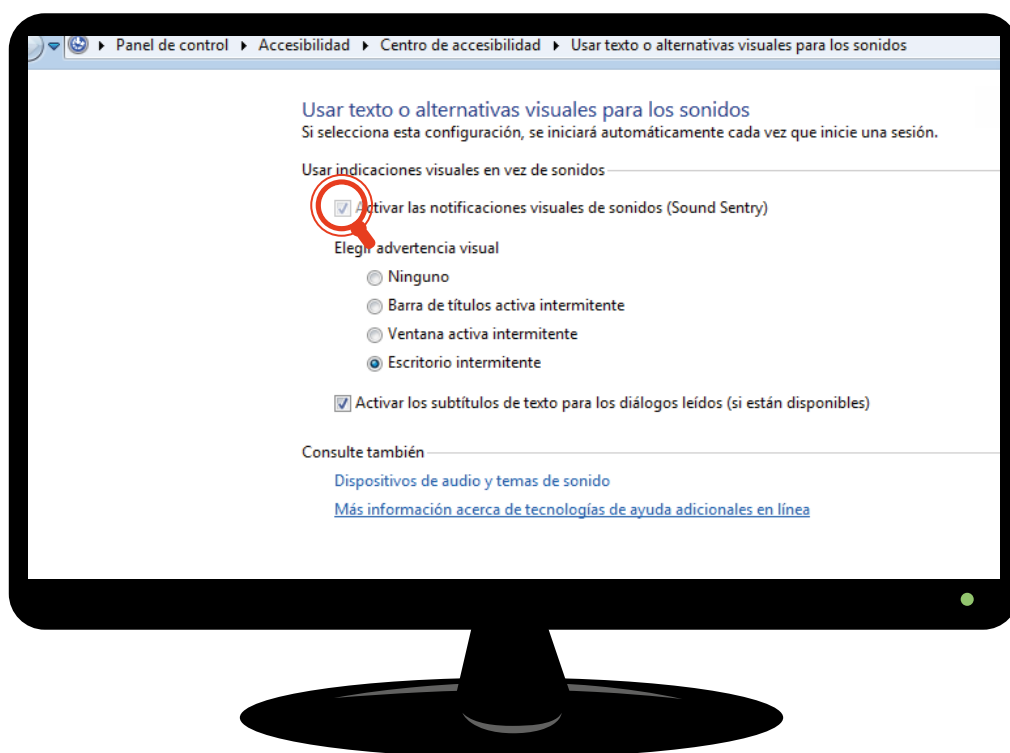 Panel de control ▸ Accesibilidad ▸ Centro de accesibilidad ▸ Usar texto o alternativas visuales para los sonidos
Usar texto o alternativas visuales para los sonidos
Si selecciona esta configuración, se iniciará automáticamente cada vez que inicie una sesión.
Usar indicaciones visuales en vez de sonidos
Activar las notificaciones visuales de sonidos (Sound Sentry)
Elegir advertencia visual
Ninguno
Barra de títulos activa intermitente
Ventana activa intermitente
Escritorio intermitente
Activar los subtítulos de texto para los diálogos leídos (si están disponibles)
Consulte también
Dispositivos de audio y temas de sonido
Más información acerca de tecnologías de ayuda adicionales en línea